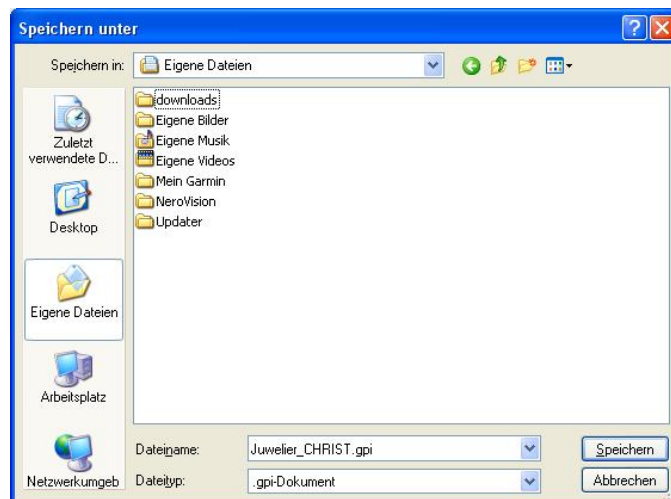 Speichern unter
Speichern in:
Eigene Dateien
downloads
Eigene Bilder
Eigene Musik
Eigene Videos
Mein Garmin
NeroVision
Updater
Zuletzt
verwendete D...
Desktop
Eigene Dateien
Arbeitsplatz
Netzwerkumgeb
Dateiname:
Juwelier_CHRIST.gpi
Speichern
Dateityp:
.gpi-Dokument
Abbrechen